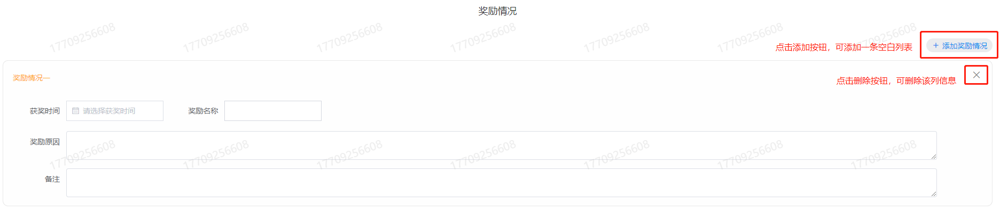 奖励情况
17709256608 17709256608 17709256608 17709256608 17709256608 17709256608 17709256608
点击添加按钮，可添加一条空白列表 + 添加奖励情况
奖励情况一
点击删除按钮，可删除该列信息
获奖时间 请选择获奖时间 奖励名称
奖励原因
17709256608 17709256608 17709256608 17709256608 17709256608 17709256608 17709256608
备注